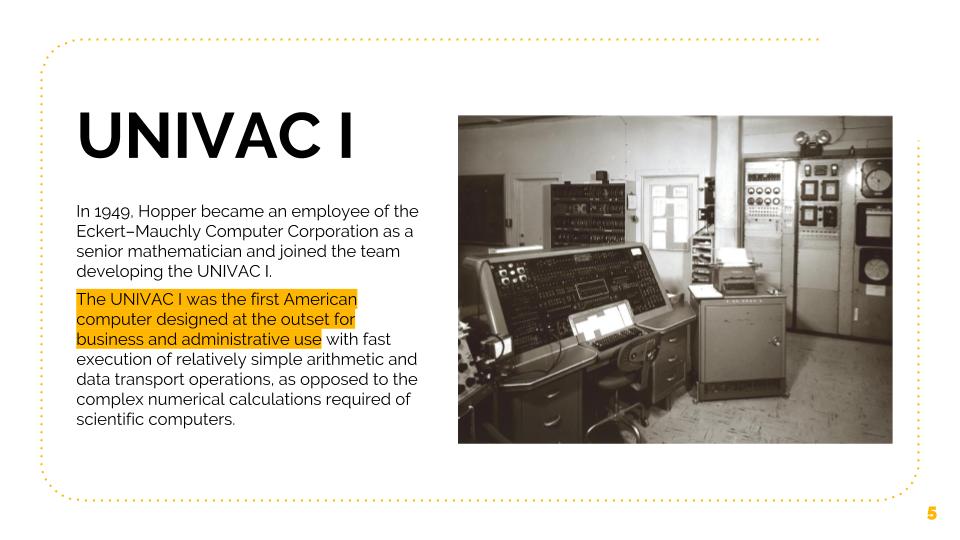 UNIVAC I
In 1949, Hopper became an employee of the
Eckert–Mauchly Computer Corporation as a
senior mathematician and joined the team
developing the UNIVAC I.
The UNIVAC I was the first American
computer designed at the outset for
business and administrative use with fast
execution of relatively simple arithmetic and
data transport operations, as opposed to the
complex numerical calculations required of
scientific computers.
5